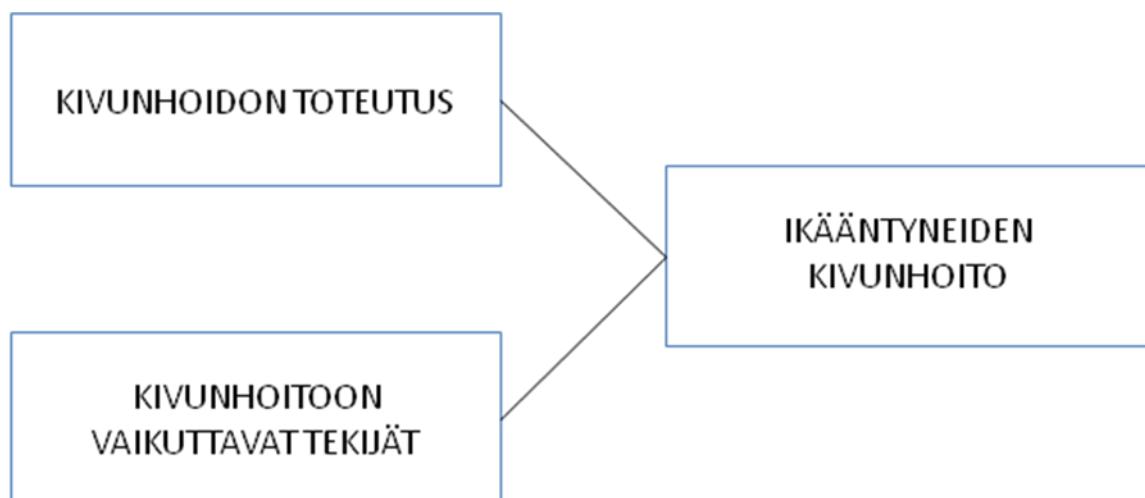 KIVUNHOIDON TOTEUTUS
IKÄÄNTYNEIDEN
KIVUNHOITO
KIVUNHOITOON
VAIKUTTAVAT TEKIJÄT